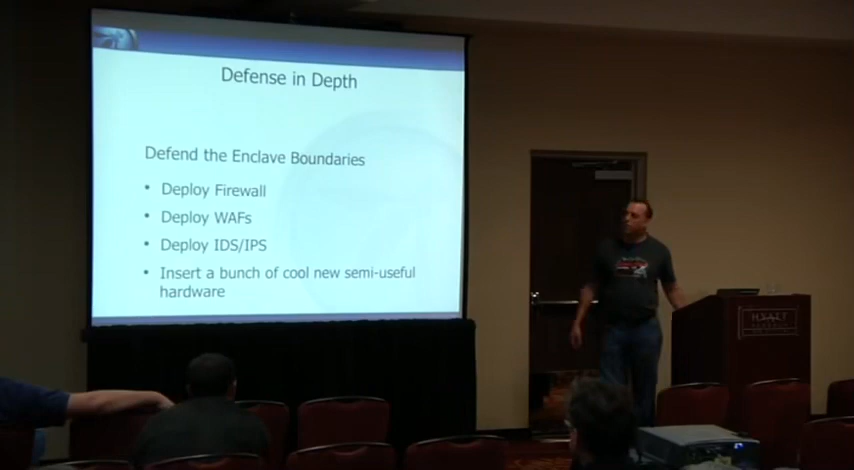 Defense in Depth
Defend the Enclave Boundaries
• Deploy Firewall
• Deploy WAFs
• Deploy IDS/IPS
• Insert a bunch of cool new semi-useful
hardware
HYATT